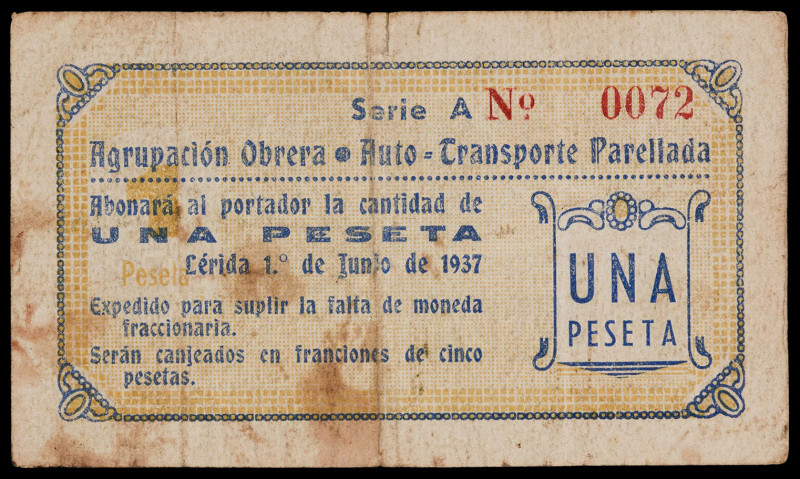 Serie A Nº 0072
Agrupación Obrera • Auto-Transporte Parellada
Abonará al portador la cantidad de
UNA PESETA
Peseta
Lérida 1.º de Junio de 1937
Expedido para suplir la falta de moneda
fraccionaria.
Serán canjeados en franciones de cinco
pesetas.
UNA
PESETA